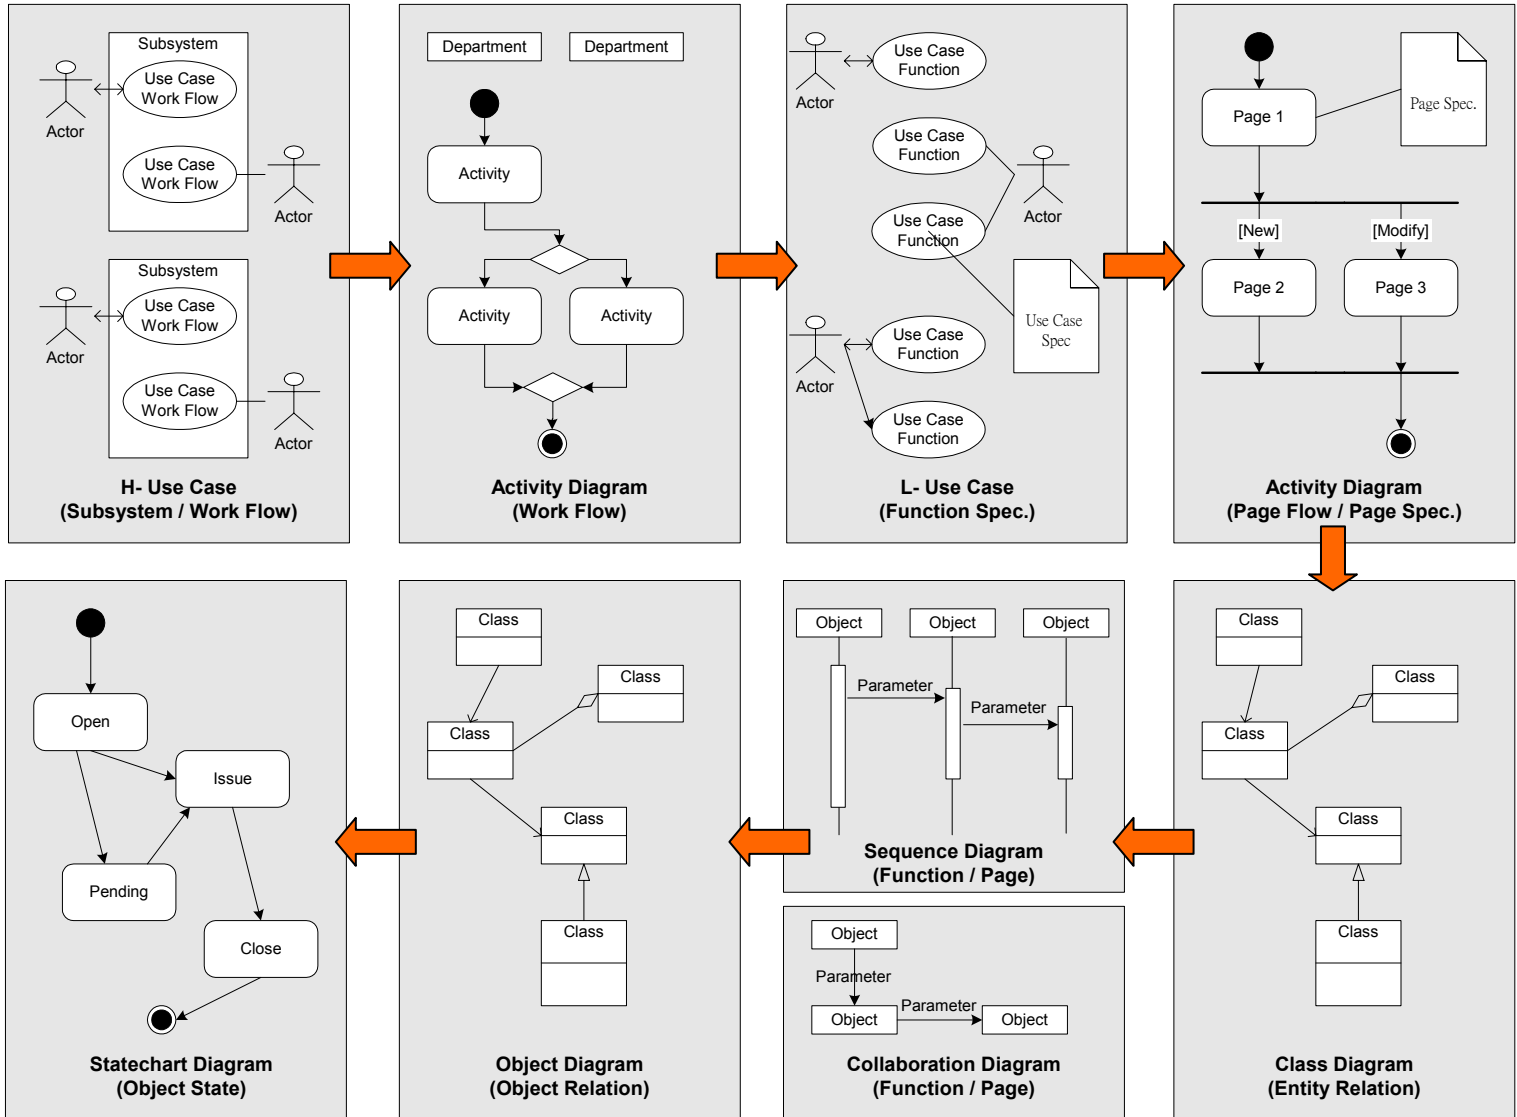 Subsystem
Use Case
Work Flow
Actor
Use Case
Work Flow
Actor
Subsystem
Use Case
Work Flow
Actor
Use Case
Work Flow
Actor
H- Use Case
(Subsystem / Work Flow)
Department
Department
Activity
Activity
Activity
Activity Diagram
(Work Flow)
Use Case
Function
Actor
Use Case
Function
Actor
Use Case
Function
Use Case
Spec
Use Case
Function
Actor
Use Case
Function
L- Use Case
(Function Spec.)
Page 1
Page Spec.
[New]
[Modify]
Page 2
Page 3
Activity Diagram
(Page Flow / Page Spec.)
Open
Issue
Pending
Close
Statechart Diagram
(Object State)
Class
Class
Class
Class
Class
Object Diagram
(Object Relation)
Object
Object
Object
Parameter
Parameter
Sequence Diagram
(Function / Page)
Object
Parameter
Object
Parameter
Object
Collaboration Diagram
(Function / Page)
Class
Class
Class
Class
Class
Class Diagram
(Entity Relation)